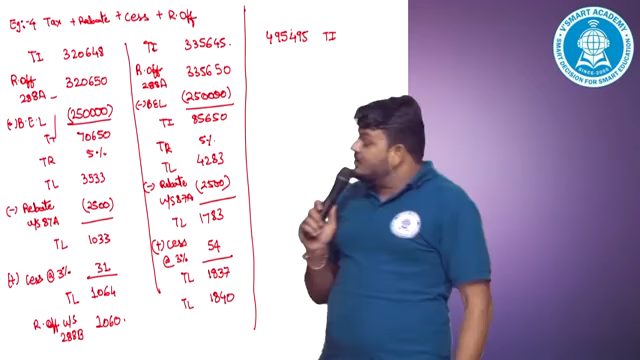 Eg:-4 Tax + Rebate + Cess + R.off
TI 320648
R.off 288A 320650
(-) B.E.L (250000)
TI 70650
TR 5%
TL 3533
(-) Rebate u/s 87A (2500)
TL 1033
(+) Cess @ 3% 31
TL 1064
R.off u/s 288B 1060.
TI 335645.
R.off 288A 335650
(-) BEL (250000)
TI 85650
TR 5%.
TL 4283
(-) Rebate u/s 87A (2500)
TL 1783
(+) Cess @ 3% 54
TL 1837
TL 1840
495495 TI
V'SMART ACADEMY
SINCE-2005
SMART DECISION FOR SMART EDUCATION